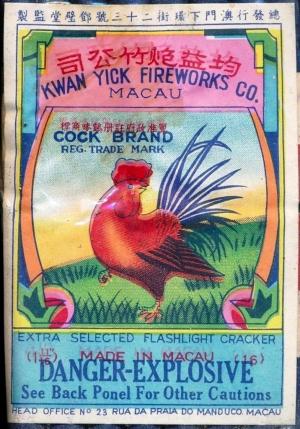 總發行澳門下環街二十三號鄧璧堂監製
均益炮竹公司
KWAN YICK FIREWORKS CO.
MACAU
COCK BRAND
REG. TRADE MARK
EXTRA SELECTED FLASHLIGHT CRACKER
MADE IN MACAU (16)
DANGER-EXPLOSIVE
See Back Ponel For Other Cautions
HEAD OFFICE Nº 23 RUA DA PRAIA DO MANDUCO. MACAU